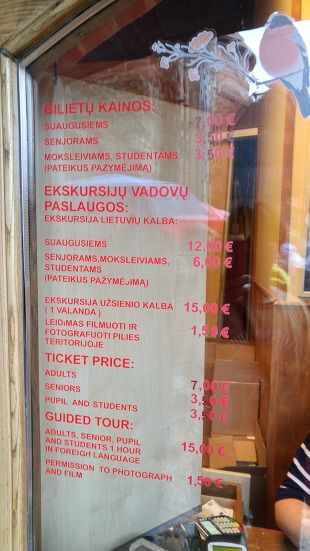 BILIETŲ KAINOS:
SUAUGUSIEMS 7,00 €
SENJORAMS 3,50 €
MOKSLEIVIAMS, STUDENTAMS 3,50 €
(PATEIKUS PAŽYMĖJIMĄ)
EKSKURSIJŲ VADOVŲ
PASLAUGOS:
EKSKURSIJA LIETUVIŲ KALBA:
SUAUGUSIEMS 12,00 €
SENJORAMS,MOKSLEIVIAMS, 6,00 €
STUDENTAMS
(PATEIKUS PAŽYMĖJIMĄ)
EKSKURSIJA UŽSIENIO KALBA 15,00 €
( 1 VALANDA )
LEIDIMAS FILMUOTI IR 1,50 €
FOTOGRAFUOTI PILIES
TERITORIJOJE
TICKET PRICE:
ADULTS 7,00 €
SENIORS 3,50 €
PUPIL AND STUDENTS 3,50 €
GUIDED TOUR:
ADULTS, SENIOR, PUPIL
AND STUDENTS 1 HOUR 15,00 €
IN FOREIGH LANGUAGE
PERMISSION TO PHOTOGRAPH 1,50 €
AND FILM